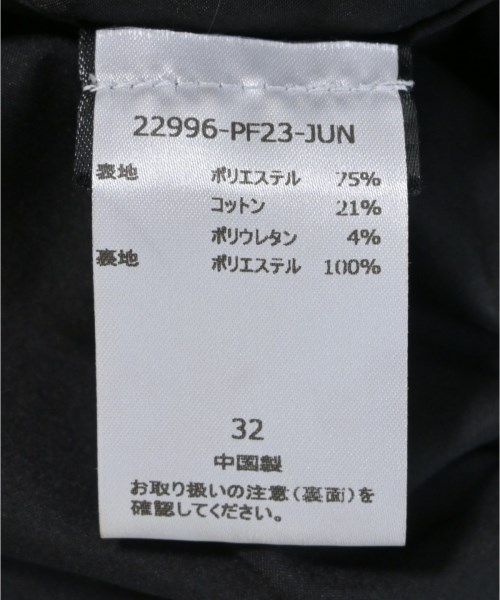 22996-PF23-JUN
表地 ポリエステル 75%
コットン 21%
ポリウレタン 4%
裏地 ポリエステル 100%
32
中国製
お取り扱いの注意(裏面)を
確認してください。